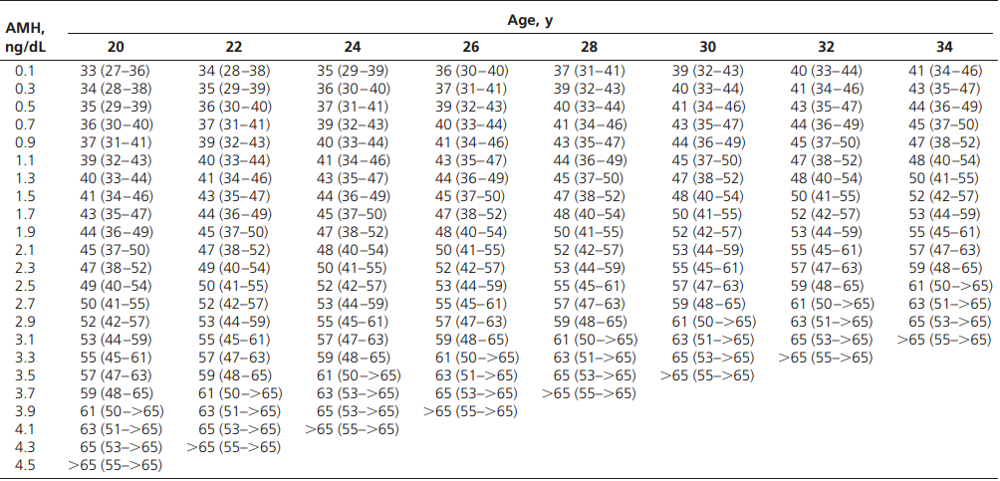 AMH, ng/dL Age, y
20 22 24 26 28 30 32 34
0.1 33 (27–36) 34 (28–38) 35 (29–39) 36 (30–40) 37 (31–41) 39 (32–43) 40 (33–44) 41 (34–46)
0.3 34 (28–38) 35 (29–39) 36 (30–40) 37 (31–41) 39 (32–43) 40 (33–44) 41 (34–46) 43 (35–47)
0.5 35 (29–39) 36 (30–40) 37 (31–41) 39 (32–43) 40 (33–44) 41 (34–46) 43 (35–47) 44 (36–49)
0.7 36 (30–40) 37 (31–41) 39 (32–43) 40 (33–44) 41 (34–46) 43 (35–47) 44 (36–49) 45 (37–50)
0.9 37 (31–41) 39 (32–43) 40 (33–44) 41 (34–46) 43 (35–47) 44 (36–49) 45 (37–50) 47 (38–52)
1.1 39 (32–43) 40 (33–44) 41 (34–46) 43 (35–47) 44 (36–49) 45 (37–50) 47 (38–52) 48 (40–54)
1.3 40 (33–44) 41 (34–46) 43 (35–47) 44 (36–49) 45 (37–50) 47 (38–52) 48 (40–54) 50 (41–55)
1.5 41 (34–46) 43 (35–47) 44 (36–49) 45 (37–50) 47 (38–52) 48 (40–54) 50 (41–55) 52 (42–57)
1.7 43 (35–47) 44 (36–49) 45 (37–50) 47 (38–52) 48 (40–54) 50 (41–55) 52 (42–57) 53 (44–59)
1.9 44 (36–49) 45 (37–50) 47 (38–52) 48 (40–54) 50 (41–55) 52 (42–57) 53 (44–59) 55 (45–61)
2.1 45 (37–50) 47 (38–52) 48 (40–54) 50 (41–55) 52 (42–57) 53 (44–59) 55 (45–61) 57 (47–63)
2.3 47 (38–52) 49 (40–54) 50 (41–55) 52 (42–57) 53 (44–59) 55 (45–61) 57 (47–63) 59 (48–65)
2.5 49 (40–54) 50 (41–55) 52 (42–57) 53 (44–59) 55 (45–61) 57 (47–63) 59 (48–65) 61 (50–>65)
2.7 50 (41–55) 52 (42–57) 53 (44–59) 55 (45–61) 57 (47–63) 59 (48–65) 61 (50–>65) 63 (51–>65)
2.9 52 (42–57) 53 (44–59) 55 (45–61) 57 (47–63) 59 (48–65) 61 (50–>65) 63 (51–>65) 65 (53–>65)
3.1 53 (44–59) 55 (45–61) 57 (47–63) 59 (48–65) 61 (50–>65) 63 (51–>65) 65 (53–>65) >65 (55–>65)
3.3 55 (45–61) 57 (47–63) 59 (48–65) 61 (50–>65) 63 (51–>65) 65 (53–>65) >65 (55–>65)
3.5 57 (47–63) 59 (48–65) 61 (50–>65) 63 (51–>65) 65 (53–>65) >65 (55–>65)
3.7 59 (48–65) 61 (50–>65) 63 (53–>65) 65 (53–>65) >65 (55–>65)
3.9 61 (50–>65) 63 (51–>65) 65 (53–>65) >65 (55–>65)
4.1 63 (51–>65) 65 (53–>65) >65 (55–>65)
4.3 65 (53–>65) >65 (55–>65)
4.5 >65 (55–>65)